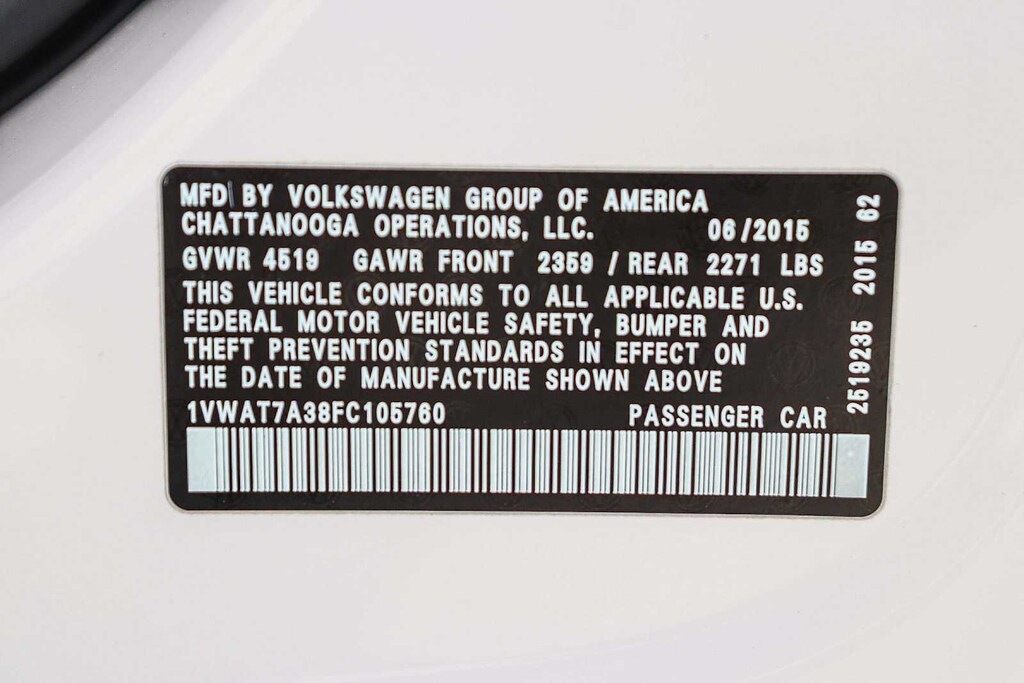 MFD BY VOLKSWAGEN GROUP OF AMERICA
CHATTANOOGA OPERATIONS, LLC. 06/2015
GVWR 4519 GAWR FRONT 2359 / REAR 2271 LBS
THIS VEHICLE CONFORMS TO ALL APPLICABLE U.S.
FEDERAL MOTOR VEHICLE SAFETY, BUMPER AND
THEFT PREVENTION STANDARDS IN EFFECT ON
THE DATE OF MANUFACTURE SHOWN ABOVE
1VWAT7A38FC105760 PASSENGER CAR
2519235 2015 62